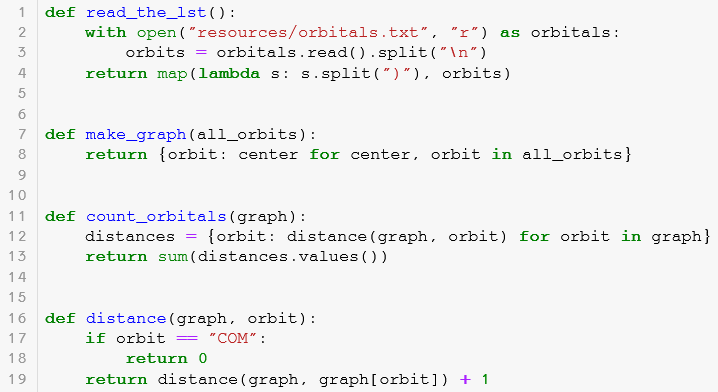 1 def read_the_lst():
2     with open("resources/orbitals.txt", "r") as orbitals:
3         orbits = orbitals.read().split("\n")
4     return map(lambda s: s.split(")"), orbits)
5
6
7 def make_graph(all_orbits):
8     return {orbit: center for center, orbit in all_orbits}
9
10
11 def count_orbitals(graph):
12     distances = {orbit: distance(graph, orbit) for orbit in graph}
13     return sum(distances.values())
14
15
16 def distance(graph, orbit):
17     if orbit == "COM":
18         return 0
19     return distance(graph, graph[orbit]) + 1